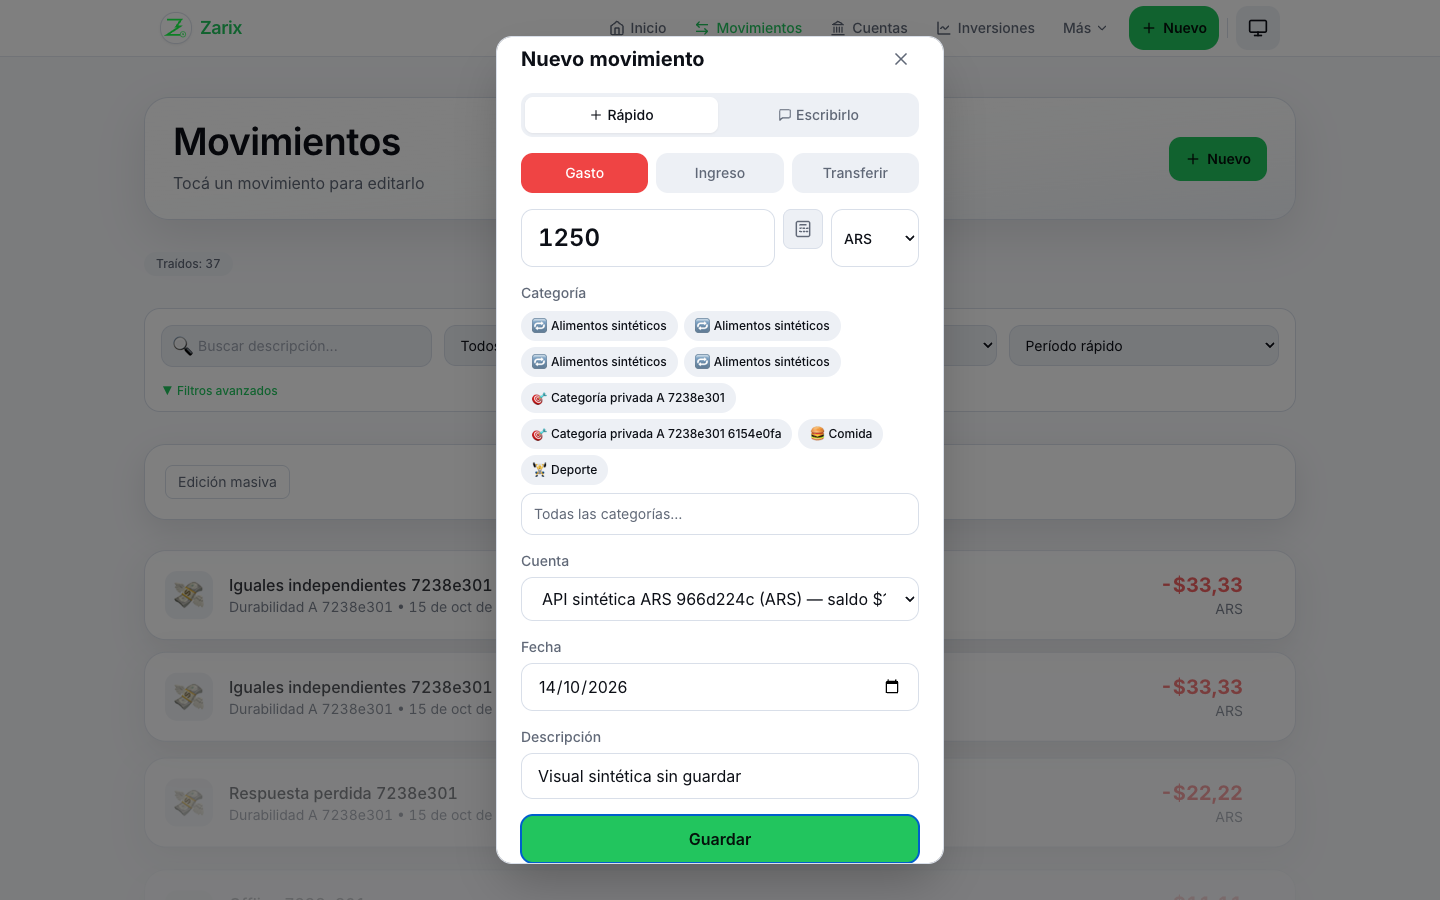 Zarix
Inicio
Movimientos
Cuentas
Inversiones
Más
+ Nuevo
Movimientos
Tocá un movimiento para editarlo
+ Nuevo
Traídos: 37
Buscar descripción...
Todos
Período rápido
▼ Filtros avanzados
Edición masiva
Iguales independientes 7238e301
Durabilidad A 7238e301 • 15 de oct de
-$33,33
ARS
Iguales independientes 7238e301
Durabilidad A 7238e301 • 15 de oct de
-$33,33
ARS
Respuesta perdida 7238e301
Durabilidad A 7238e301 • 15 de oct de
-$22,22
ARS
Nuevo movimiento
+ Rápido
Escribirlo
Gasto
Ingreso
Transferir
1250
ARS
Categoría
Alimentos sintéticos
Alimentos sintéticos
Alimentos sintéticos
Alimentos sintéticos
Categoría privada A 7238e301
Categoría privada A 7238e301 6154e0fa
Comida
Deporte
Todas las categorías...
Cuenta
API sintética ARS 966d224c (ARS) — saldo $
Fecha
14/10/2026
Descripción
Visual sintética sin guardar
Guardar